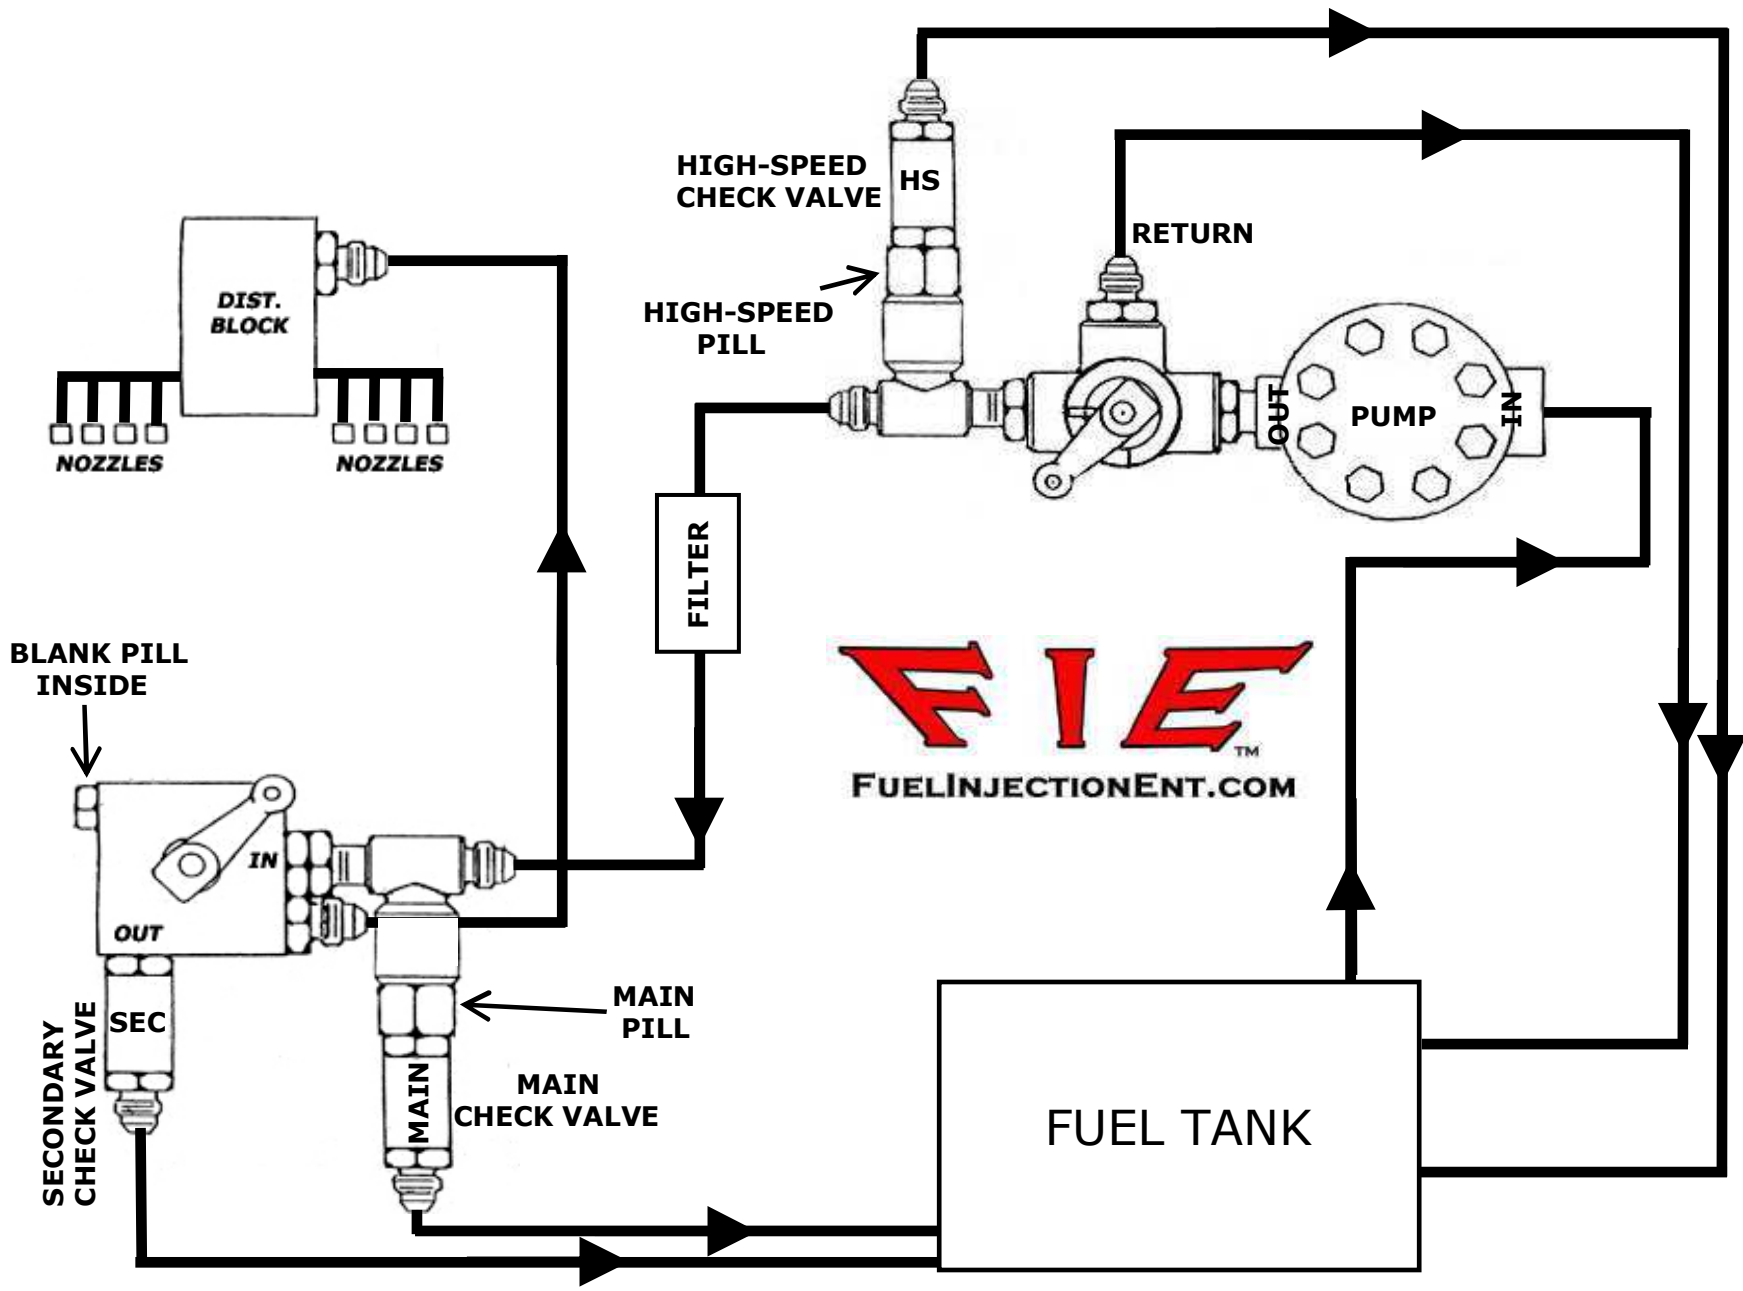 HIGH-SPEED
CHECK VALVE
HS
RETURN
HIGH-SPEED
PILL
DIST.
BLOCK
NOZZLES
NOZZLES
OUT
PUMP
IN
FILTER
BLANK PILL
INSIDE
FIE
TM
FUELINJECTIONENT.COM
IN
OUT
SEC
SECONDARY
CHECK VALVE
MAIN
PILL
MAIN
MAIN
CHECK VALVE
FUEL TANK